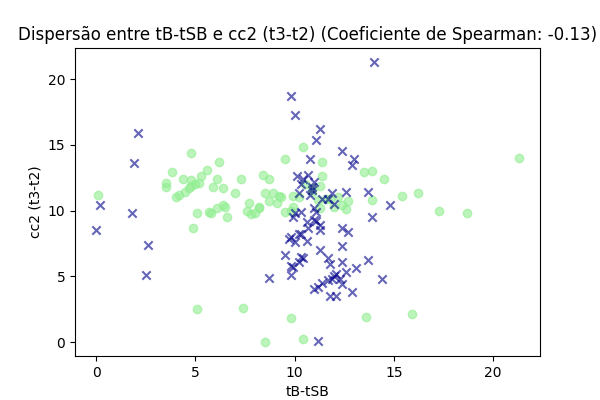 Dispersão entre tB-tSB e cc2 (t3-t2) (Coeficiente de Spearman: -0.13)
20
15
10
5
0
cc2 (t3-t2)
0 5 10 15 20
tB-tSB